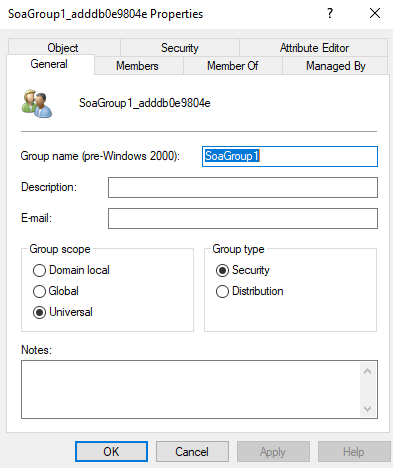 SoaGroup1_adddb0e9804e Properties
Object Security Attribute Editor
General Members Member Of Managed By
SoaGroup1_adddb0e9804e
Group name (pre-Windows 2000): SoaGroup1
Description:
E-mail:
Group scope
Domain local
Global
Universal
Group type
Security
Distribution
Notes:
OK Cancel Apply Help